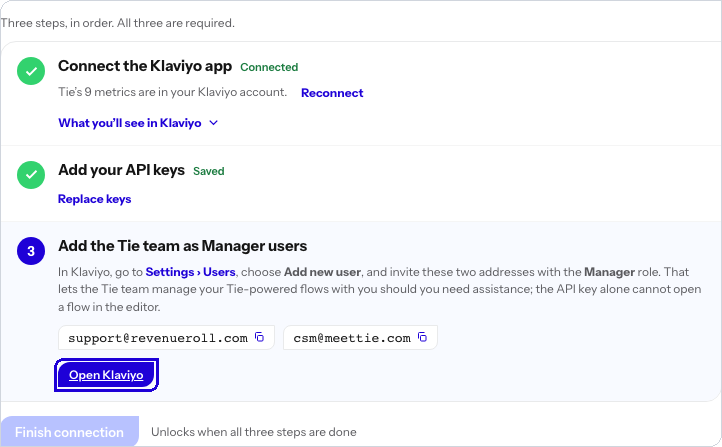 Three steps, in order. All three are required.
Connect the Klaviyo app Connected
Tie's 9 metrics are in your Klaviyo account. Reconnect
What you'll see in Klaviyo
Add your API keys Saved
Replace keys
3 Add the Tie team as Manager users
In Klaviyo, go to Settings › Users, choose Add new user, and invite these two addresses with the Manager role. That
lets the Tie team manage your Tie-powered flows with you should you need assistance; the API key alone cannot open
a flow in the editor.
support@revenueroll.com csm@meettie.com
Open Klaviyo
Finish connection Unlocks when all three steps are done